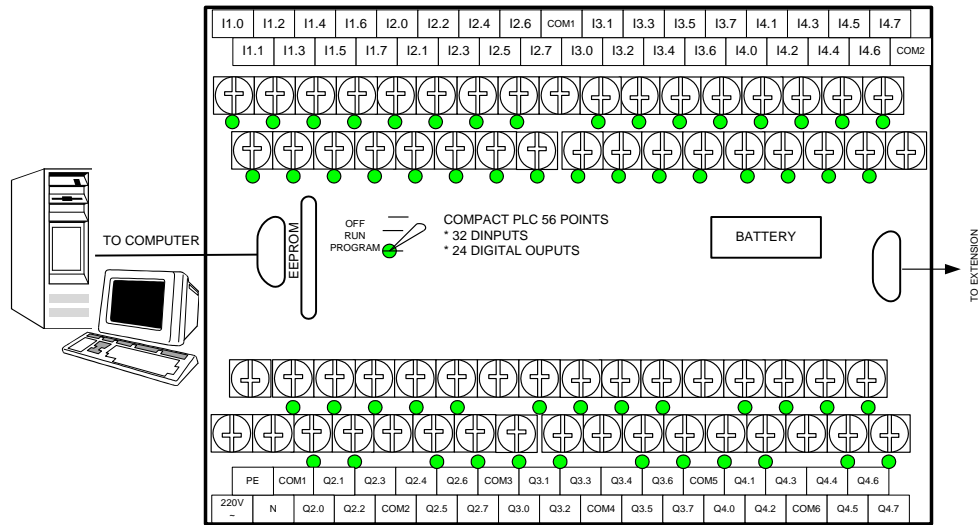 I1.0 I1.2 I1.4 I1.6 I2.0 I2.2 I2.4 I2.6 COM1 I3.1 I3.3 I3.5 I3.7 I4.1 I4.3 I4.5 I4.7
I1.1 I1.3 I1.5 I1.7 I2.1 I2.3 I2.5 I2.7 I3.0 I3.2 I3.4 I3.6 I4.0 I4.2 I4.4 I4.6 COM2
TO COMPUTER
EEPROM
OFF
RUN
PROGRAM
COMPACT PLC 56 POINTS
* 32 DINPUTS
* 24 DIGITAL OUPUTS
BATTERY
TO EXTENSION
PE COM1 Q2.1 Q2.3 Q2.4 Q2.6 COM3 Q3.1 Q3.3 Q3.4 Q3.6 COM5 Q4.1 Q4.3 Q4.4 Q4.6
220V
~ N Q2.0 Q2.2 COM2 Q2.5 Q2.7 Q3.0 Q3.2 COM4 Q3.5 Q3.7 Q4.0 Q4.2 COM6 Q4.5 Q4.7